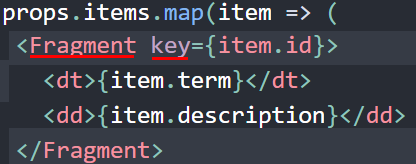 props.items.map(item => (
<Fragment key={item.id}>
<dt>{item.term}</dt>
<dd>{item.description}</dd>
</Fragment>